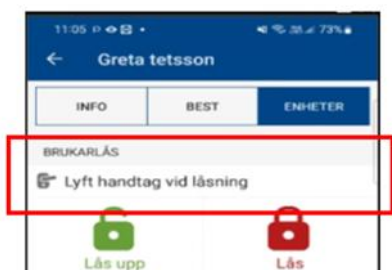 11:05 73%
← Greta tetsson
INFO BEST ENHETER
BRUKARLÅS
Lyft handtag vid låsning
Lås upp Lås